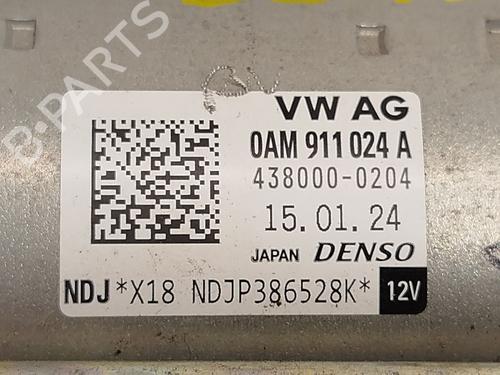 B-PARTS
VW AG
0AM 911 024 A
438000-0204
15.01.24
JAPAN DENSO
NDJ *X18 NDJP386528K* 12V